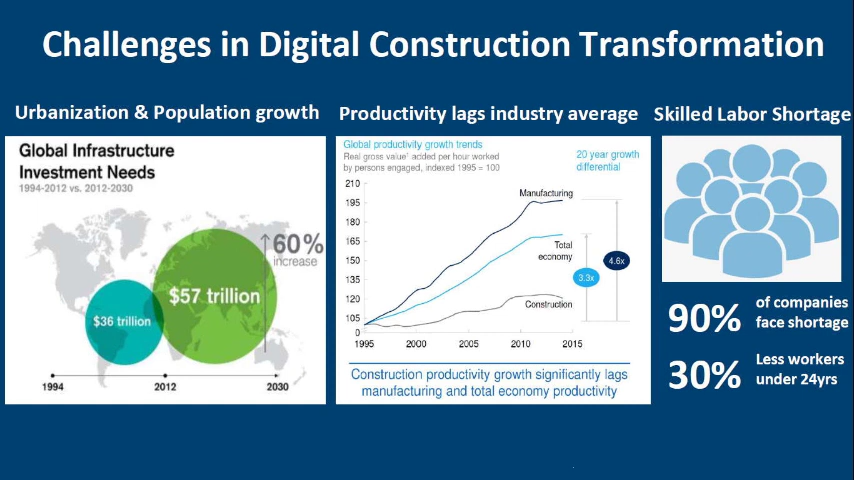 Challenges in Digital Construction Transformation
Urbanization & Population growth
Global Infrastructure
Investment Needs
1994-2012 vs. 2012-2030
60%
increase
$57 trillion
$36 trillion
1994
2012
2030
Productivity lags industry average
Global productivity growth trends
Real gross value¹ added per hour worked
by persons engaged, indexed 1995 = 100
20 year growth
differential
210
195
180
165
150
135
120
105
0
Manufacturing
Total
economy
Construction
3.3x
4.6x
1995
2000
2005
2010
2015
Construction productivity growth significantly lags
manufacturing and total economy productivity
Skilled Labor Shortage
90%
of companies
face shortage
30%
Less workers
under 24yrs